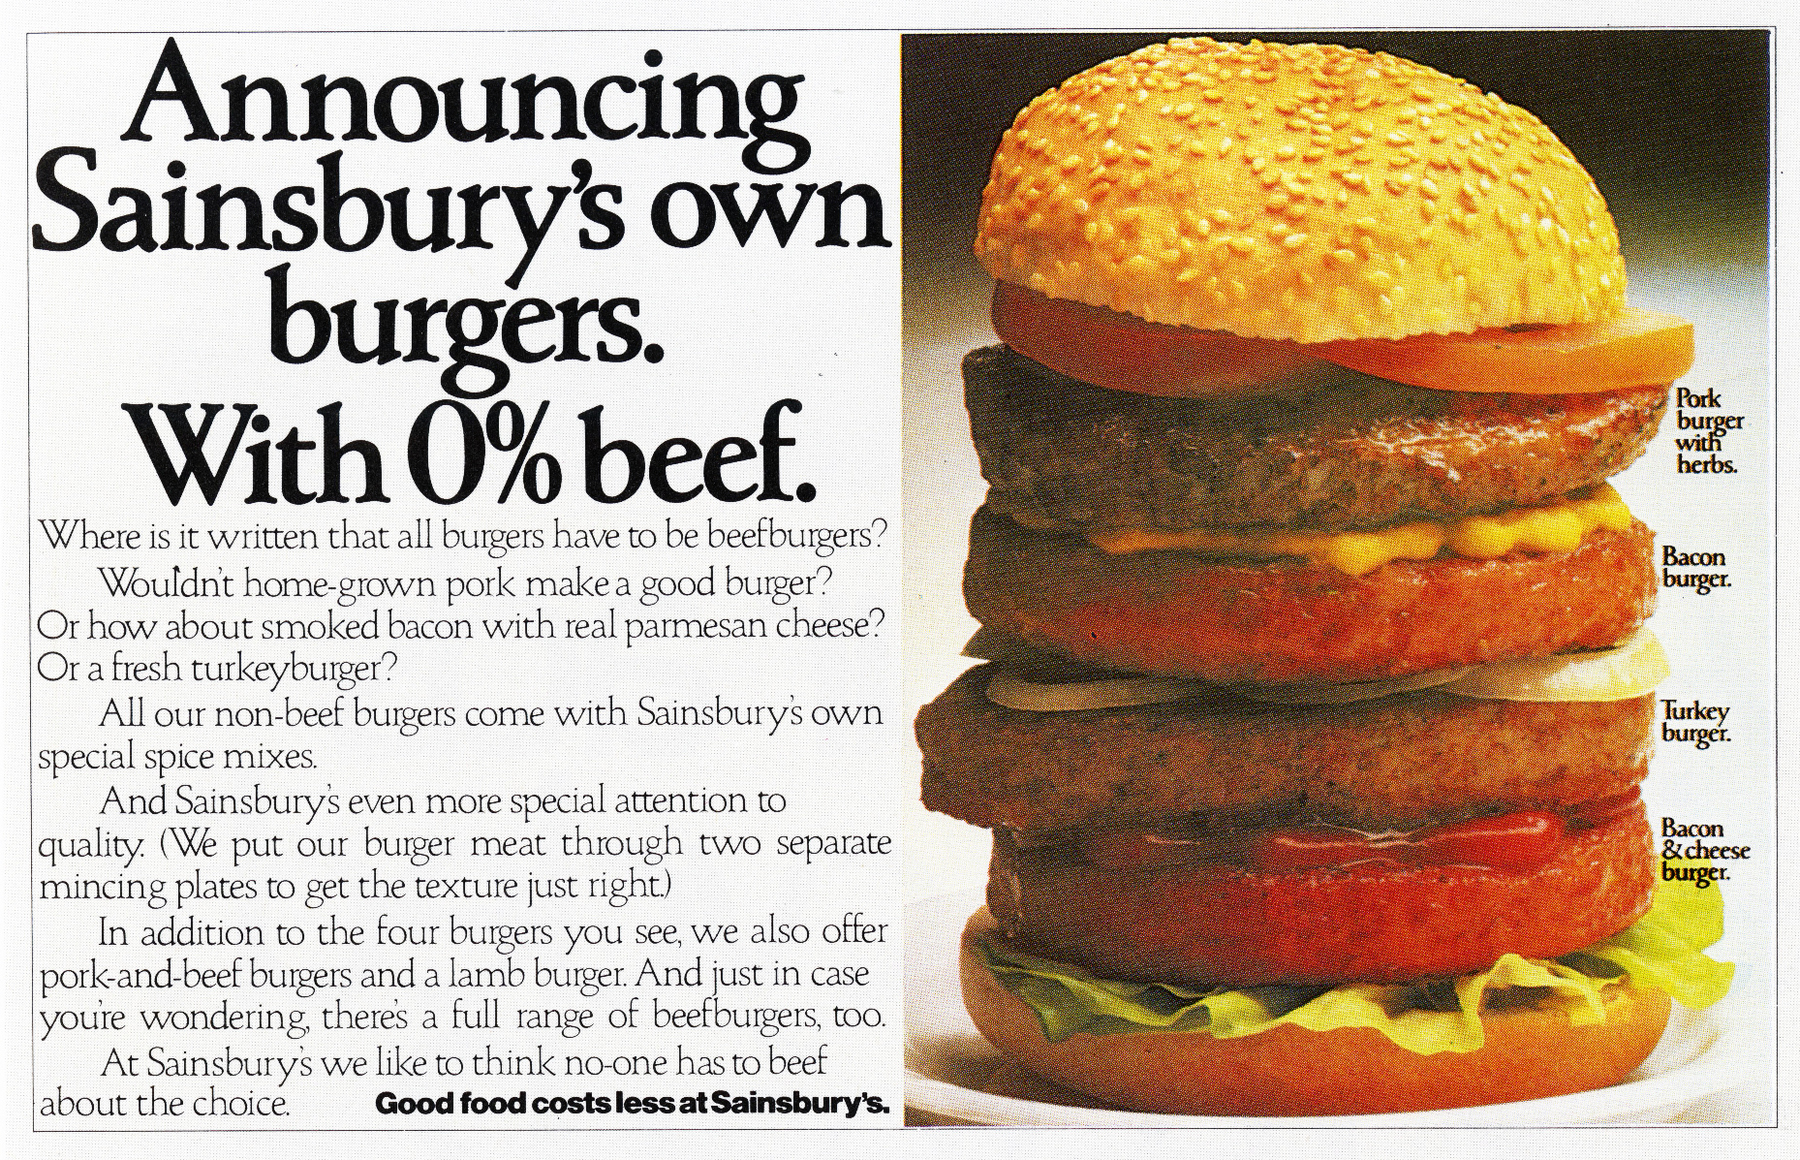 Announcing
Sainsbury's own
burgers.
With 0% beef.
Where is it written that all burgers have to be beefburgers?
Wouldn't home-grown pork make a good burger?
Or how about smoked bacon with real parmesan cheese?
Or a fresh turkeyburger?
All our non-beef burgers come with Sainsbury's own
special spice mixes.
And Sainsbury's even more special attention to
quality. (We put our burger meat through two separate
mincing plates to get the texture just right.)
In addition to the four burgers you see, we also offer
pork-and-beef burgers and a lamb burger. And just in case
you're wondering, there's a full range of beefburgers, too.
At Sainsbury's we like to think no-one has to beef
about the choice.
Good food costs less at Sainsbury's.
Pork
burger
with
herbs.
Bacon
burger.
Turkey
burger.
Bacon
& cheese
burger.